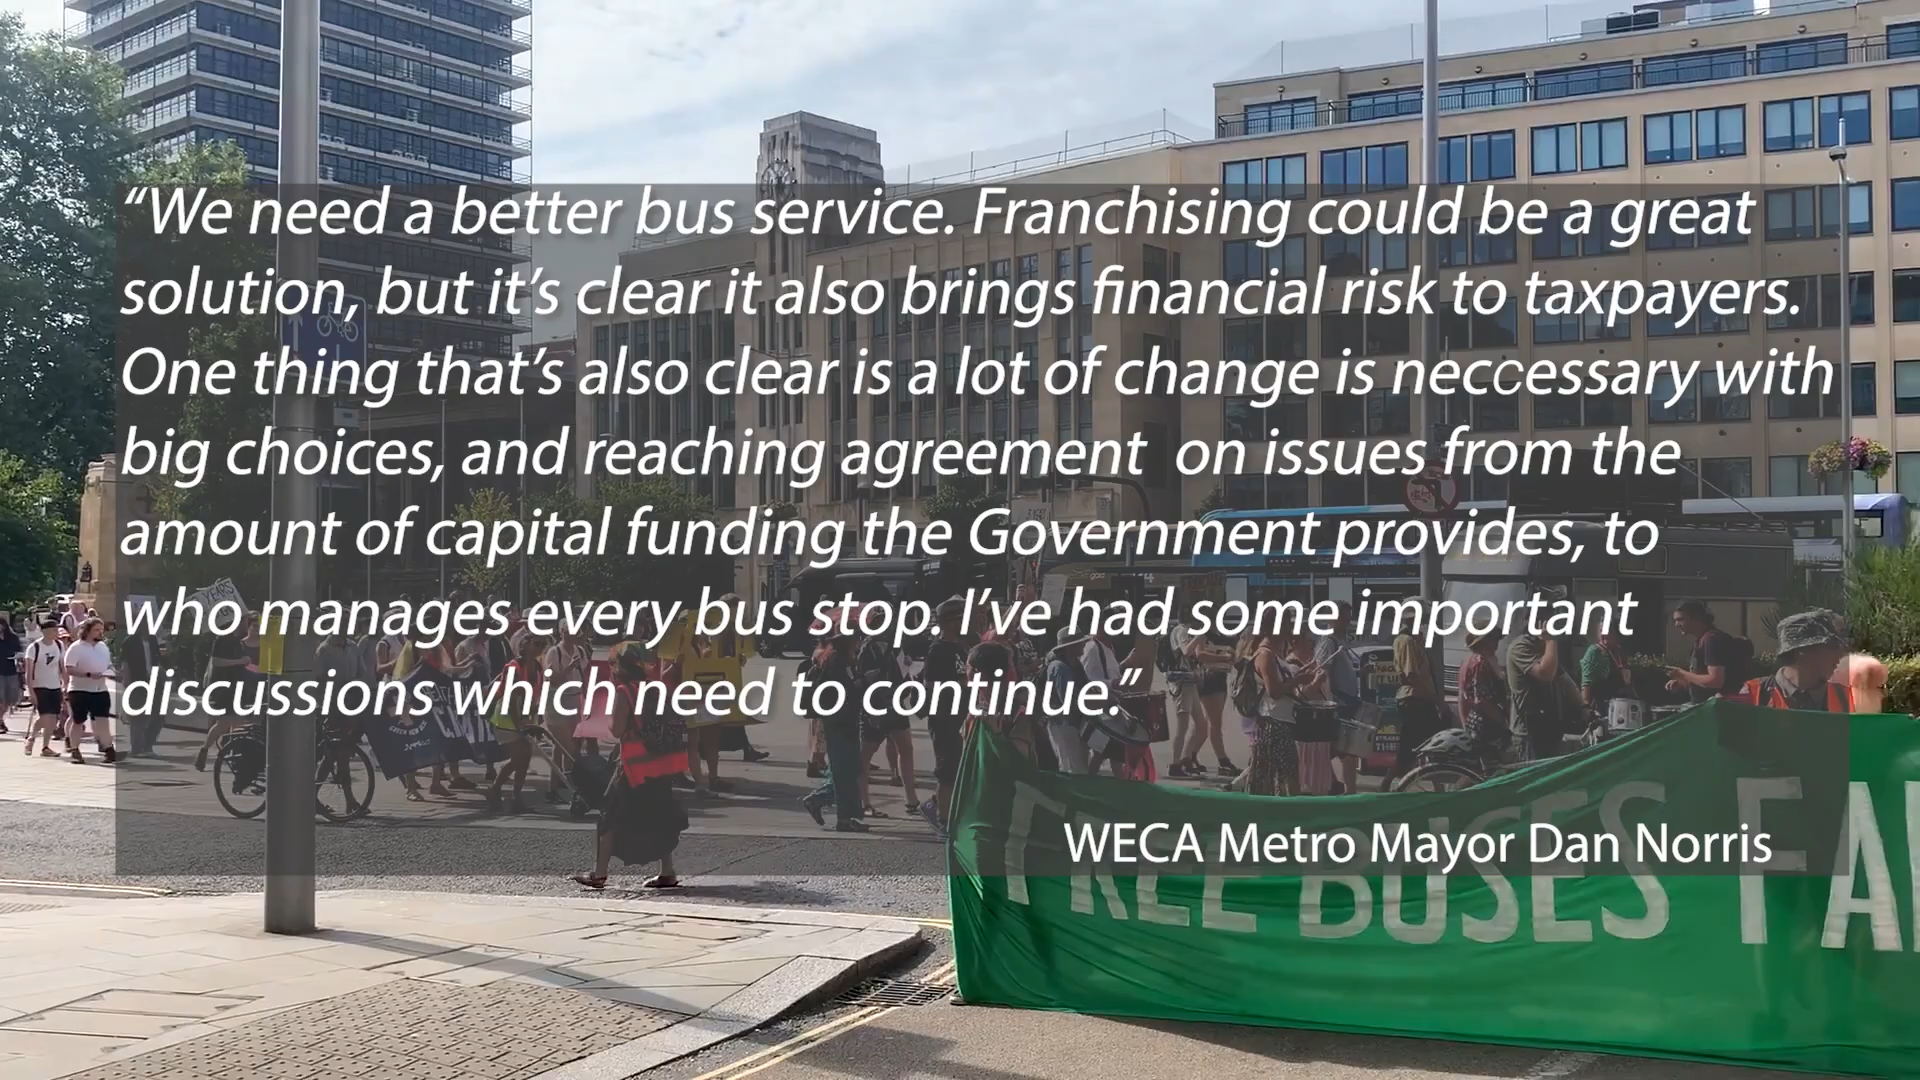 “We need a better bus service. Franchising could be a great
solution, but it’s clear it also brings financial risk to taxpayers.
One thing that’s also clear is a lot of change is neccessary with
big choices, and reaching agreement  on issues from the
amount of capital funding the Government provides, to
who manages every bus stop. I’ve had some important
discussions which need to continue.”
WECA Metro Mayor Dan Norris
FREE BUSES FA
YEARS